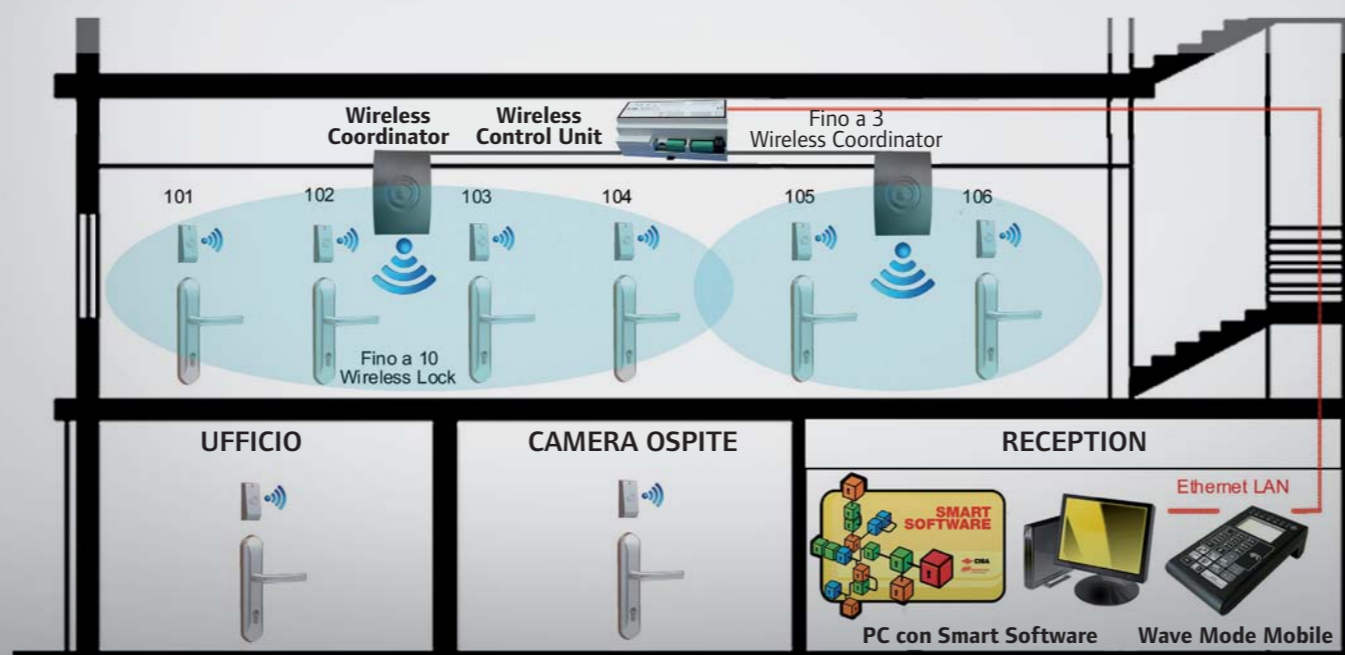 Wireless
Coordinator
Wireless
Control Unit
Fino a 3
Wireless Coordinator
101
102
103
104
105
106
Fino a 10
Wireless Lock
UFFICIO
CAMERA OSPITE
RECEPTION
Ethernet LAN
SMART
SOFTWARE
CISA
PC con Smart Software
Wave Mode Mobile